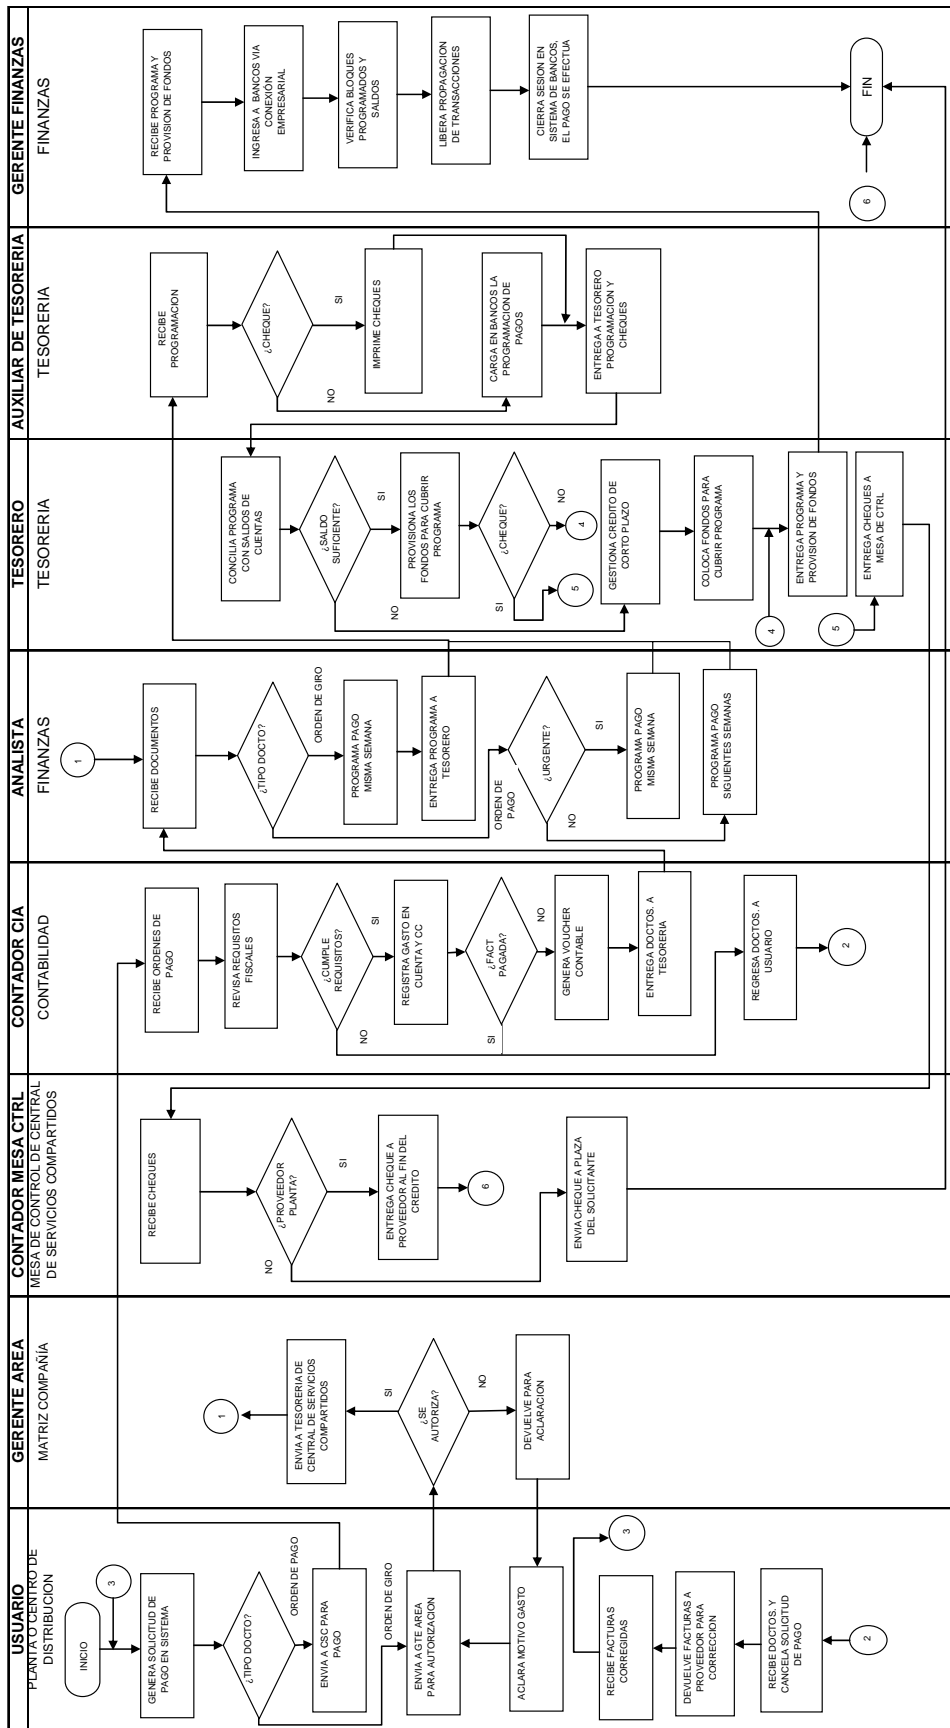 USUARIO
PLANTA O CENTRO DE
DISTRIBUCION
INICIO
3
GENERA SOLICITUD DE
PAGO EN SISTEMA
¿TIPO DOCTO?
ORDEN DE PAGO
ENVIA A CSC PARA
PAGO
ORDEN DE GIRO
ENVIA A GTE AREA
PARA AUTORIZACION
ACLARA MOTIVO GASTO
3
RECIBE FACTURAS
CORREGIDAS
DEVUELVE FACTURAS A
PROVEEDOR PARA
CORRECCION
RECIBE DOCTOS. Y
CANCELA SOLICITUD
DE PAGO
2
GERENTE AREA
MATRIZ COMPAÑÍA
1
ENVIA A TESORERIA DE
CENTRAL DE SERVICIOS
COMPARTIDOS
SI
¿SE
AUTORIZA?
NO
DEVUELVE PARA
ACLARACION
CONTADOR MESA CTRL
MESA DE CONTROL DE CENTRAL
DE SERVICIOS COMPARTIDOS
RECIBE CHEQUES
¿PROVEEDOR
PLANTA?
NO
SI
ENTREGA CHEQUE A
PROVEEDOR AL FIN DEL
CREDITO
6
ENVIA CHEQUE A PLAZA
DEL SOLICITANTE
CONTADOR CIA
CONTABILIDAD
RECIBE ORDENES DE
PAGO
REVISA REQUISITOS
FISCALES
¿CUMPLE
REQUISITOS?
NO
SI
REGISTRA GASTO EN
CUENTA Y CC
¿FACT
PAGADA?
SI
NO
GENERA VOUCHER
CONTABLE
ENTREGA DOCTOS. A
TESORERIA
REGRESA DOCTOS. A
USUARIO
2
ANALISTA
FINANZAS
1
RECIBE DOCUMENTOS
¿TIPO DOCTO?
ORDEN DE GIRO
PROGRAMA PAGO
MISMA SEMANA
ENTREGA PROGRAMA A
TESORERO
ORDEN DE
PAGO
¿URGENTE?
NO
SI
PROGRAMA PAGO
MISMA SEMANA
PROGRAMA PAGO
SIGUIENTES SEMANAS
TESORERO
TESORERIA
CONCILIA PROGRAMA
CON SALDOS DE
CUENTAS
¿SALDO
SUFICIENTE?
NO
SI
PROVISIONA LOS
FONDOS PARA CUBRIR
PROGRAMA
¿CHEQUE?
SI
NO
5
4
GESTIONA CREDITO DE
CORTO PLAZO
COLOCA FONDOS PARA
CUBRIR PROGRAMA
4
ENTREGA PROGRAMA Y
PROVISION DE FONDOS
5
ENTREGA CHEQUES A
MESA DE CTRL
AUXILIAR DE TESORERIA
TESORERIA
RECIBE
PROGRAMACION
¿CHEQUE?
NO
SI
IMPRIME CHEQUES
CARGA EN BANCOS LA
PROGRAMACION DE
PAGOS
ENTREGA A TESORERO
PROGRAMACION Y
CHEQUES
GERENTE FINANZAS
FINANZAS
RECIBE PROGRAMA Y
PROVISION DE FONDOS
INGRESA A BANCOS VIA
CONEXIÓN
EMPRESARIAL
VERIFICA BLOQUES
PROGRAMADOS Y
SALDOS
LIBERA PROPAGACION
DE TRANSACCIONES
CIERRA SESION EN
SISTEMA DE BANCOS,
EL PAGO SE EFECTUA
FIN
6